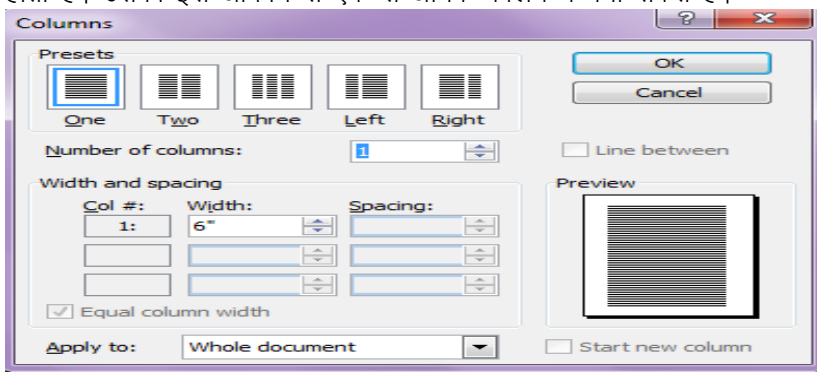 Columns
Presets
One Two Three Left Right
OK
Cancel
Number of columns: 1
Line between
Width and spacing
Col #: Width: Spacing:
1: 6"
Equal column width
Preview
Apply to: Whole document
Start new column